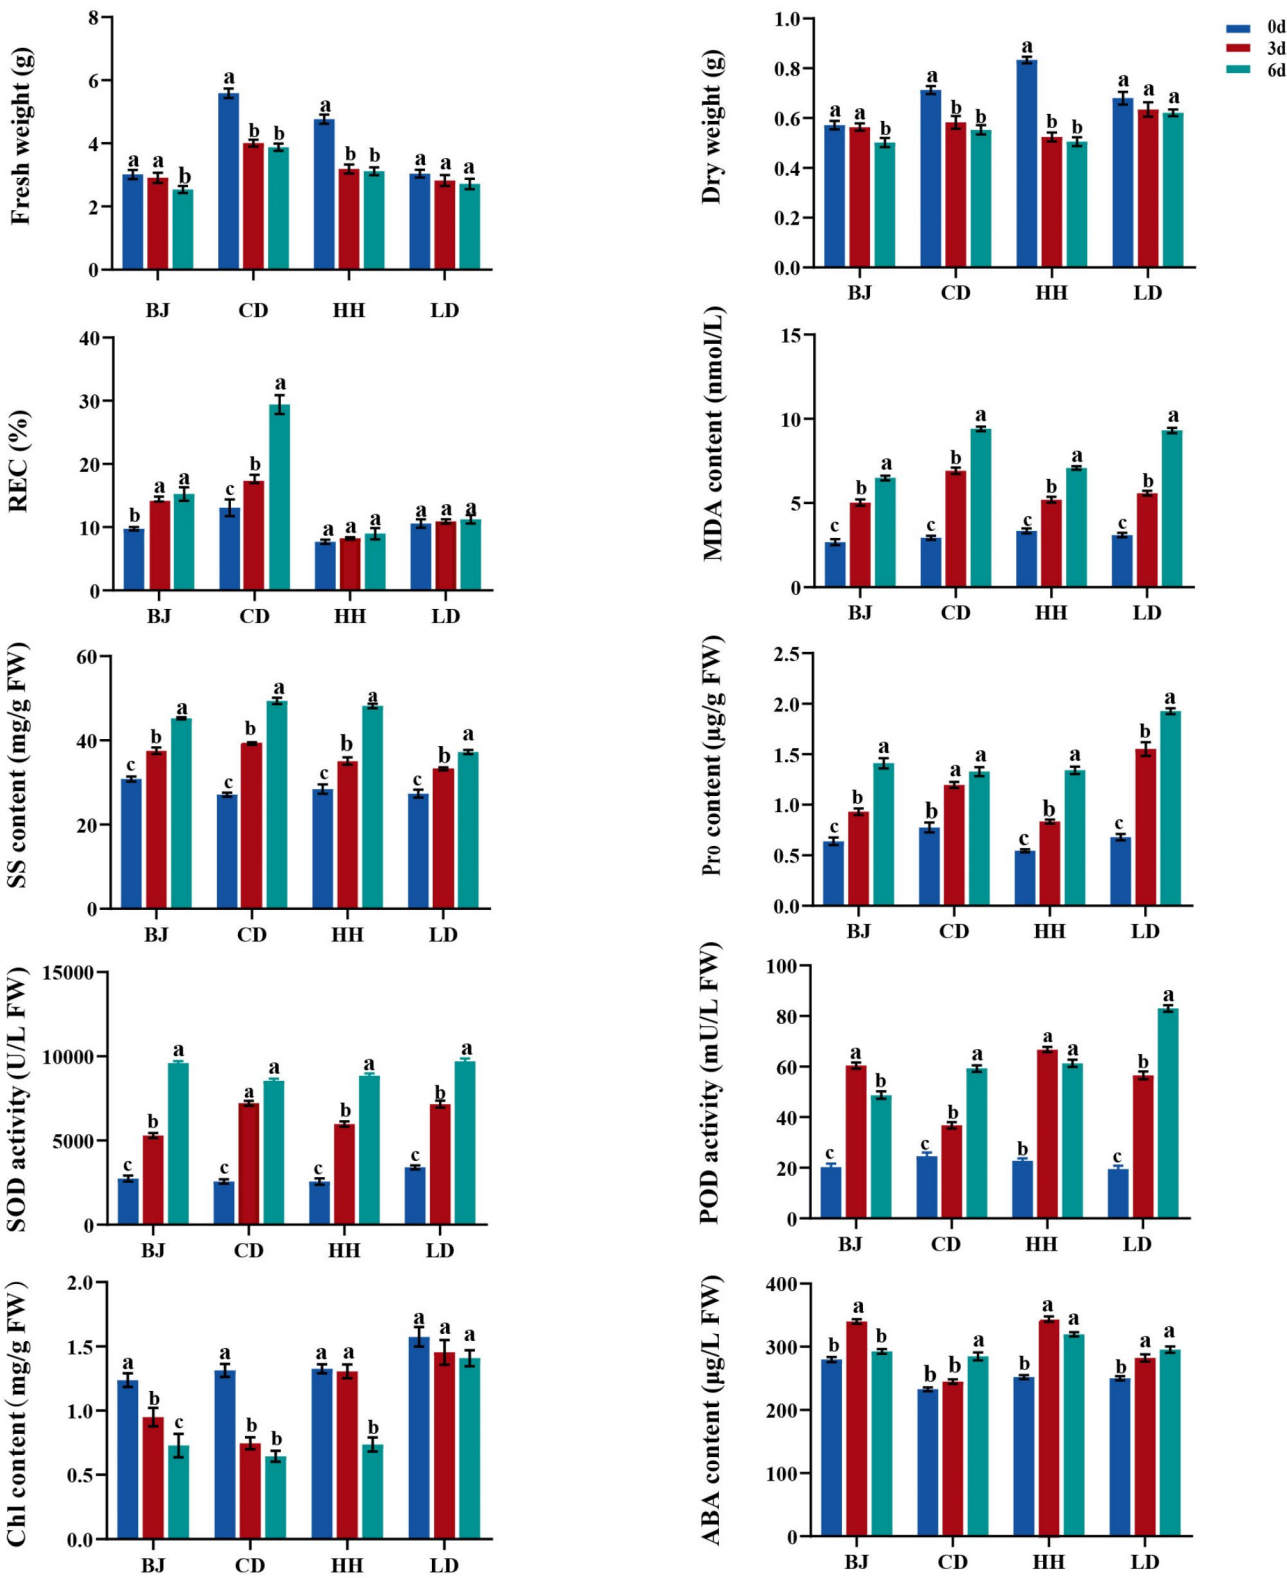 Fresh weight (g)
8
6
4
2
0
a a b
a b b
a b b
a a a
BJ CD HH LD
Dry weight (g)
1.0
0.8
0.6
0.4
0.2
0.0
a a b
a b b
a b b
a a a
BJ CD HH LD
0d
3d
6d
REC (%)
40
30
20
10
0
b a a
c b a
a a a
a a a
BJ CD HH LD
MDA content (nmol/L)
15
10
5
0
c b a
c b a
c b a
c b a
BJ CD HH LD
SS content (mg/g FW)
60
40
20
0
c b a
c b a
c b a
c b a
BJ CD HH LD
Pro content (μg/g FW)
2.5
2.0
1.5
1.0
0.5
0.0
c b a
b a a
c b a
c b a
BJ CD HH LD
SOD activity (U/L FW)
15000
10000
5000
0
c b a
c a a
c b a
c b a
BJ CD HH LD
POD activity (mU/L FW)
100
80
60
40
20
0
c a b
c b a
b a a
c b a
BJ CD HH LD
Chl content (mg/g FW)
2.0
1.5
1.0
0.5
0.0
a b c
a b b
a a b
a a a
BJ CD HH LD
ABA content (μg/L FW)
400
300
200
100
0
b a b
b b a
b a a
b a a
BJ CD HH LD